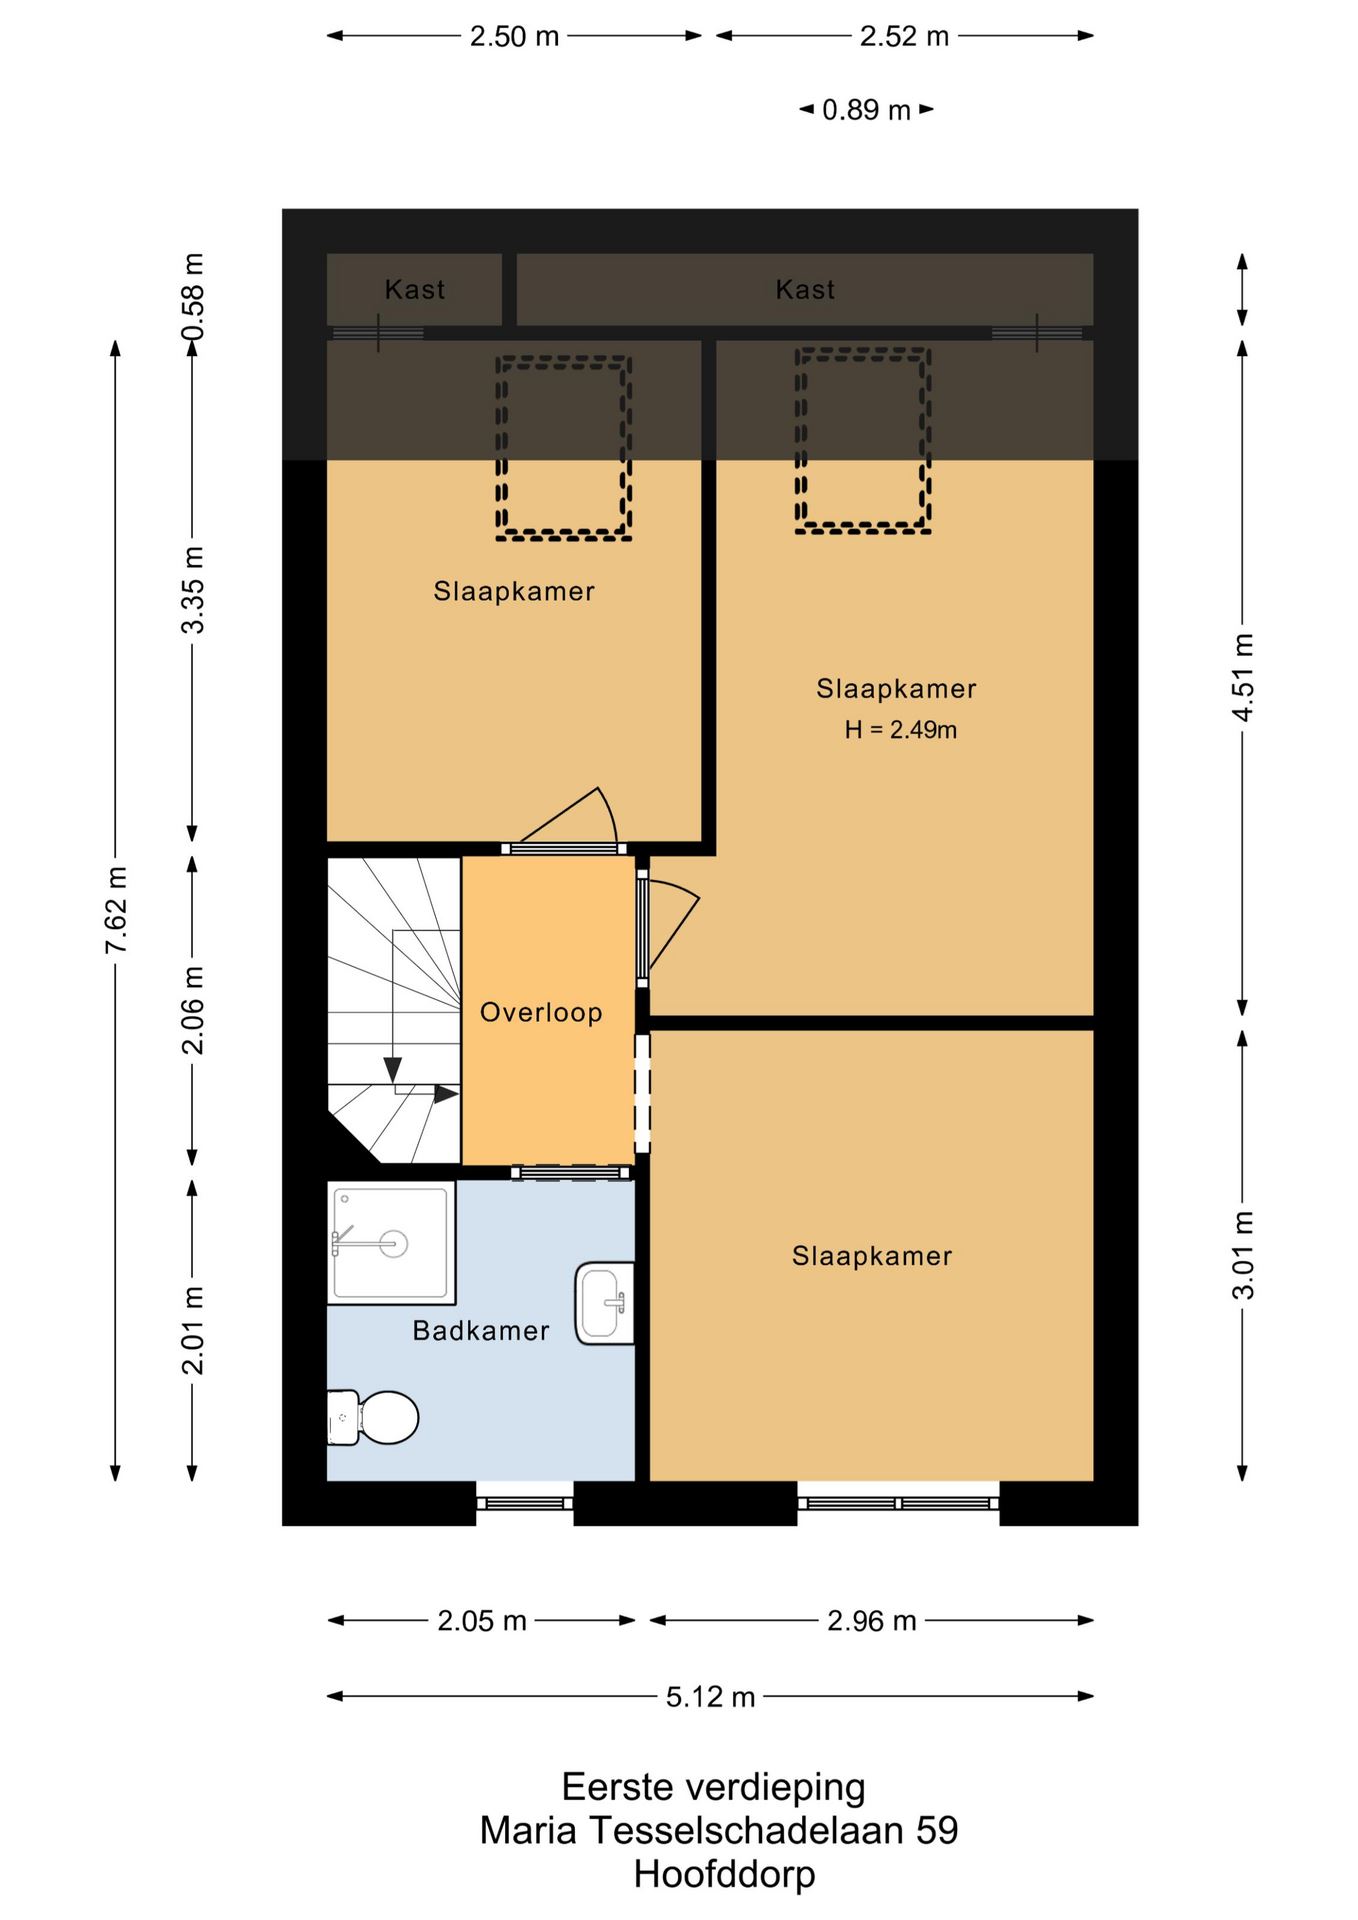 2.50 m
2.52 m
0.89 m
0.58 m
Kast
Kast
3.35 m
Slaapkamer
4.51 m
Slaapkamer
H = 2.49m
7.62 m
2.06 m
Overloop
3.01 m
Slaapkamer
2.01 m
Badkamer
2.05 m
2.96 m
5.12 m
Eerste verdieping
Maria Tesselschadelaan 59
Hoofddorp